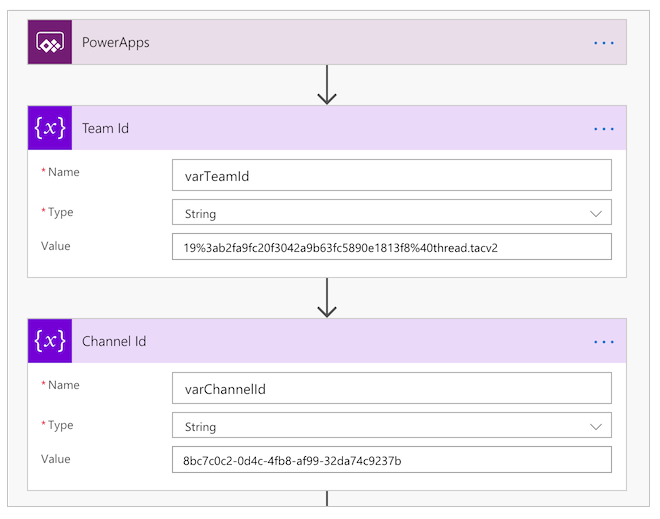 PowerApps
{x} Team Id
* Name varTeamId
* Type String
Value 19%3ab2fa9fc20f3042a9b63fc5890e1813f8%40thread.tacv2
{x} Channel Id
* Name varChannelId
* Type String
Value 8bc7c0c2-0d4c-4fb8-af99-32da74c9237b